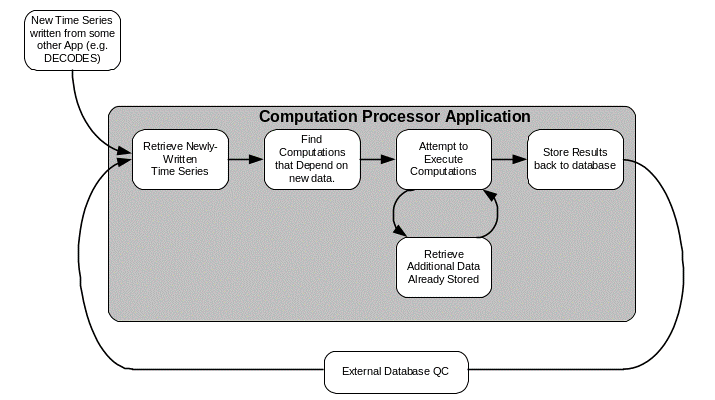 New Time Series
written from some
other App (e.g.
DECODES)
Computation Processor Application
Retrieve Newly-
Written
Time Series
Find
Computations
that Depend on
new data.
Attempt to
Execute
Computations
Store Results
back to database
Retrieve
Additional Data
Already Stored
External Database QC